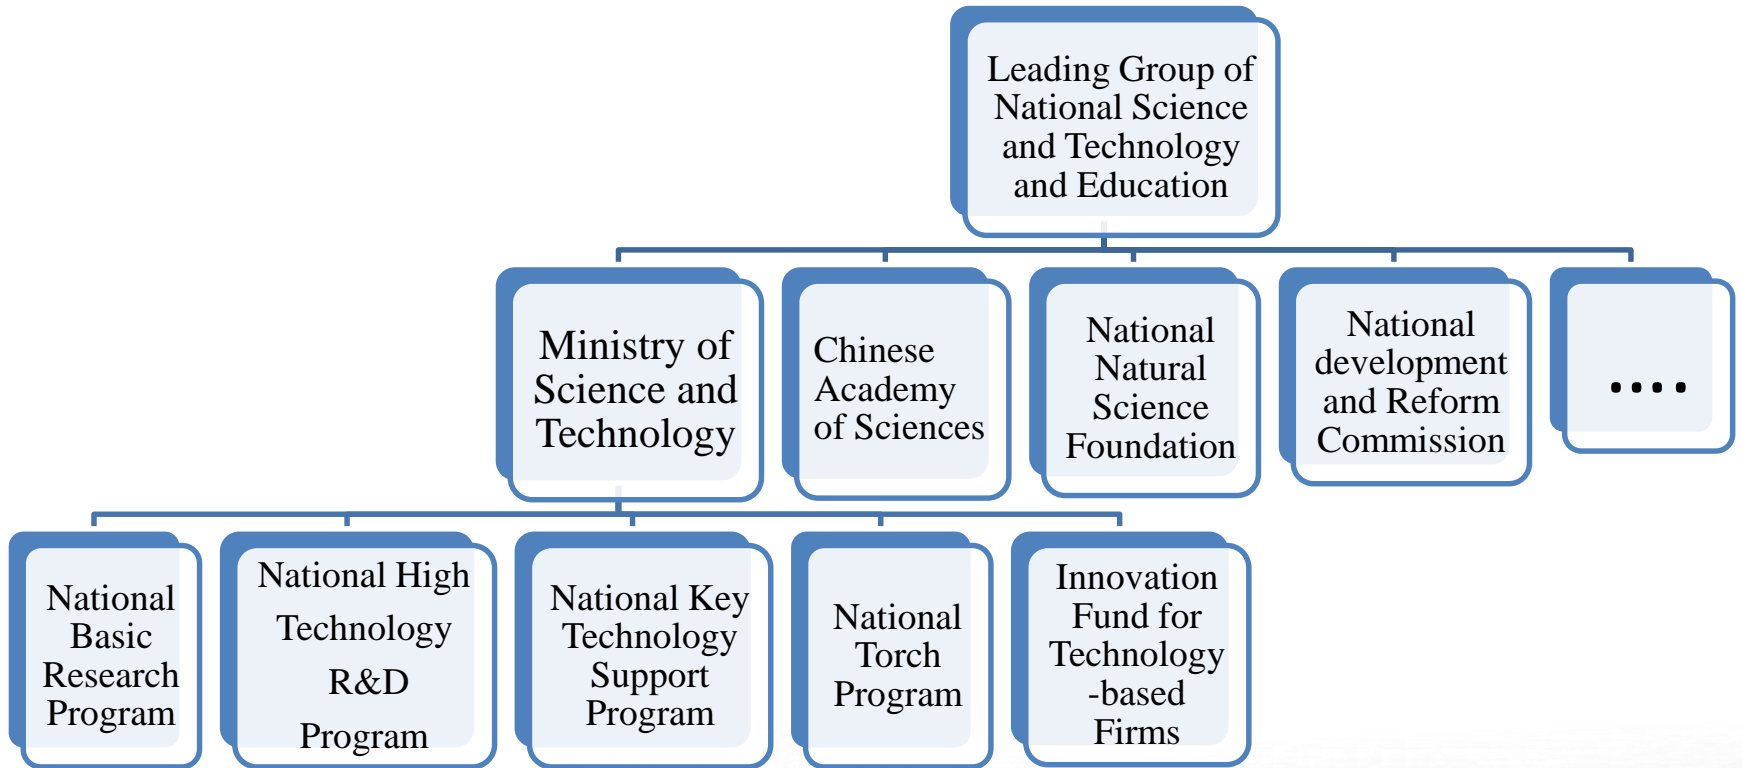 Leading Group of
National Science
and Technology
and Education
Ministry of
Science and
Technology
Chinese
Academy
of Sciences
National
Natural
Science
Foundation
National
development
and Reform
Commission
....
National
Basic
Research
Program
National High
Technology
R&D
Program
National Key
Technology
Support
Program
National
Torch
Program
Innovation
Fund for
Technology
-based
Firms